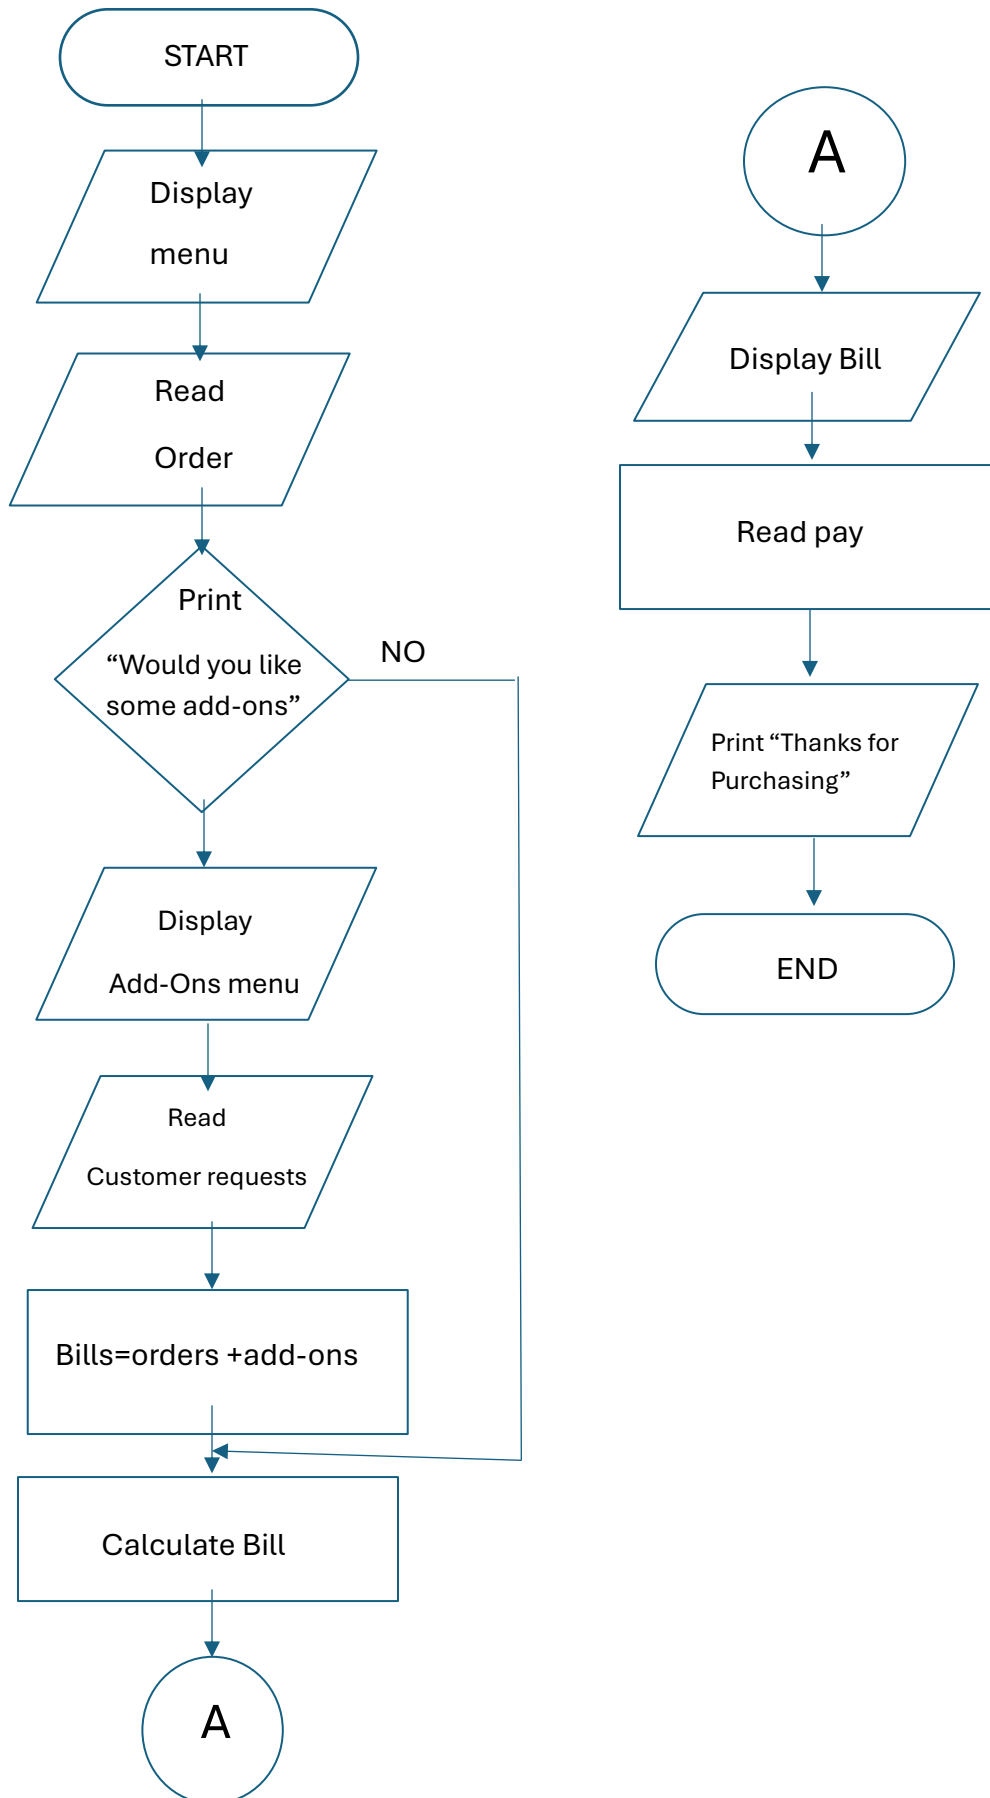 START
Display
menu
Read
Order
Print
“Would you like
some add-ons”
NO
Display
Add-Ons menu
Read
Customer requests
Bills=orders +add-ons
Calculate Bill
A
A
Display Bill
Read pay
Print “Thanks for
Purchasing”
END